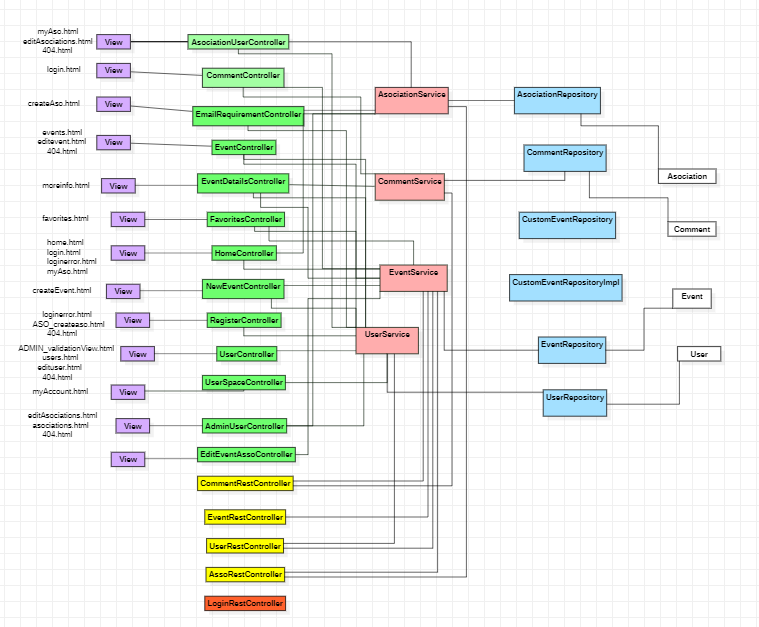 myAso.html
editAsociations.html
404.html
View
AsociationUserController
login.html
View
CommentController
createAso.html
View
EmailRequirementController
events.html
editevent.html
404.html
View
EventController
moreinfo.html
View
EventDetailsController
favorites.html
View
FavoritesController
home.html
login.html
loginerror.html
myAso.html
View
HomeController
createEvent.html
View
NewEventController
loginerror.html
ASO_createaso.html
404.html
View
RegisterController
ADMIN_validationView.html
users.html
edituser.html
404.html
View
UserController
UserSpaceController
myAccount.html
View
editAsociations.html
asociations.html
404.html
View
AdminUserController
View
EditEventAssoController
CommentRestController
EventRestController
UserRestController
AssoRestController
LoginRestController
AsociationService
CommentService
EventService
UserService
AsociationRepository
CommentRepository
CustomEventRepository
CustomEventRepositoryImpl
EventRepository
UserRepository
Asociation
Comment
Event
User